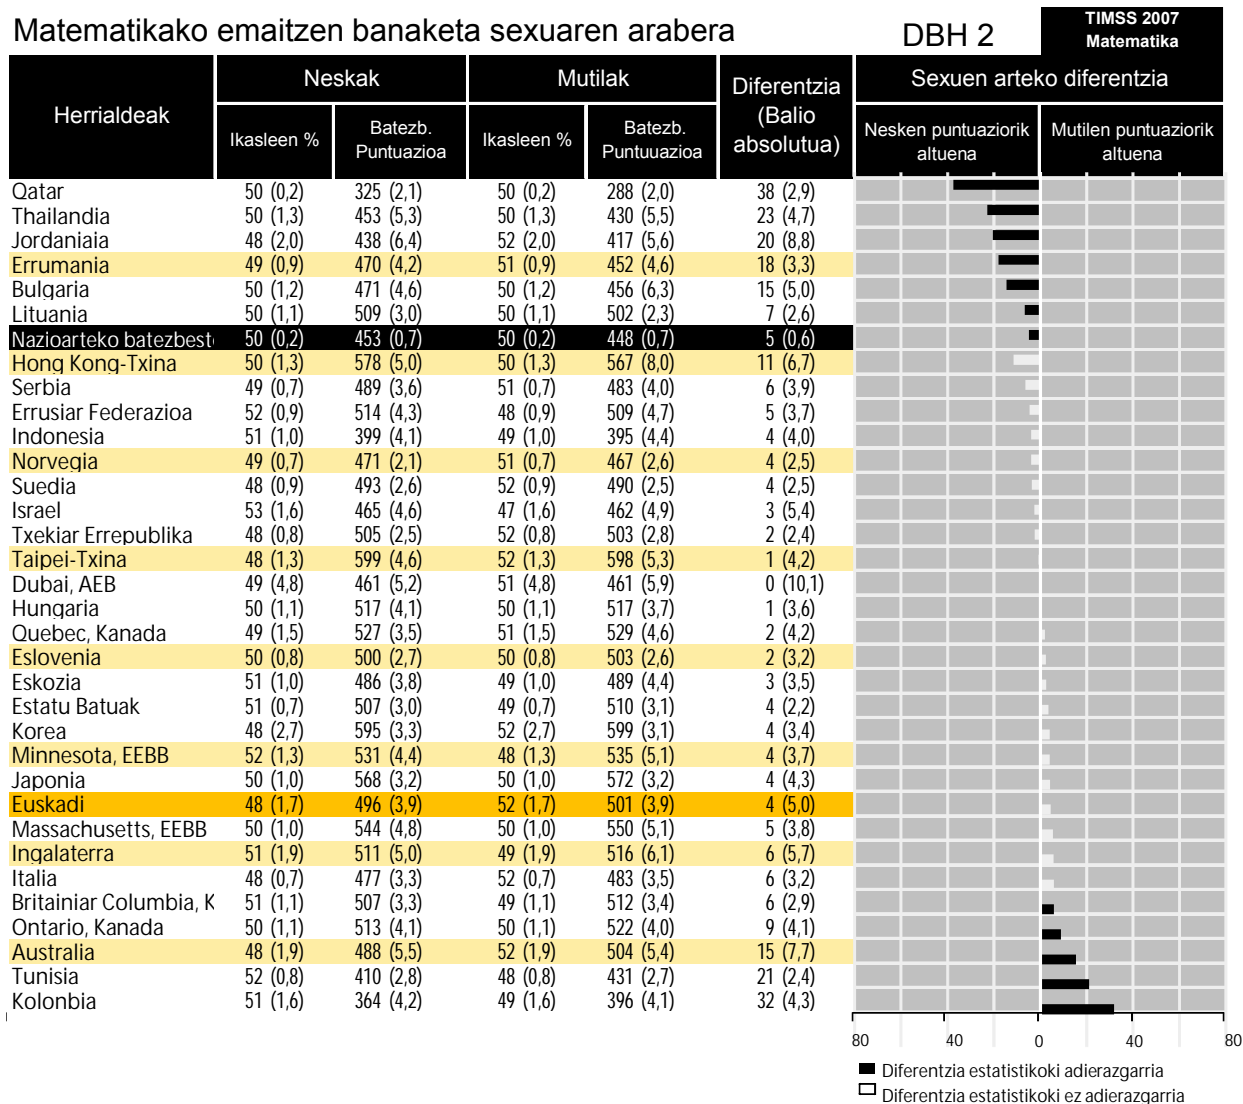 Matematikako emaitzen banaketa sexuaren arabera DBH 2 TIMSS 2007
Matematika
Herrialdeak Neskak Mutilak Diferentzia (Balio absolutua) Sexuen arteko diferentzia
Ikasleen % Batezb. Puntuazioa Ikasleen % Batezb. Puntuuazioa Nesken puntuaziorik altuena Mutilen puntuaziorik altuena
Qatar 50 (0,2) 325 (2,1) 50 (0,2) 288 (2,0) 38 (2,9)
Thailandia 50 (1,3) 453 (5,3) 50 (1,3) 430 (5,5) 23 (4,7)
Jordaniaia 48 (2,0) 438 (6,4) 52 (2,0) 417 (5,6) 20 (8,8)
Errumania 49 (0,9) 470 (4,2) 51 (0,9) 452 (4,6) 18 (3,3)
Bulgaria 50 (1,2) 471 (4,6) 50 (1,2) 456 (6,3) 15 (5,0)
Lituania 50 (1,1) 509 (3,0) 50 (1,1) 502 (2,3) 7 (2,6)
Nazioarteko batezbest 50 (0,2) 453 (0,7) 50 (0,2) 448 (0,7) 5 (0,6)
Hong Kong-Txina 50 (1,3) 578 (5,0) 50 (1,3) 567 (8,0) 11 (6,7)
Serbia 49 (0,7) 489 (3,6) 51 (0,7) 483 (4,0) 6 (3,9)
Errusiar Federazioa 52 (0,9) 514 (4,3) 48 (0,9) 509 (4,7) 5 (3,7)
Indonesia 51 (1,0) 399 (4,1) 49 (1,0) 395 (4,4) 4 (4,0)
Norvegia 49 (0,7) 471 (2,1) 51 (0,7) 467 (2,6) 4 (2,5)
Suedia 48 (0,9) 493 (2,6) 52 (0,9) 490 (2,5) 4 (2,5)
Israel 53 (1,6) 465 (4,6) 47 (1,6) 462 (4,9) 3 (5,4)
Txekiar Errepublika 48 (0,8) 505 (2,5) 52 (0,8) 503 (2,8) 2 (2,4)
Taipei-Txina 48 (1,3) 599 (4,6) 52 (1,3) 598 (5,3) 1 (4,2)
Dubai, AEB 49 (4,8) 461 (5,2) 51 (4,8) 461 (5,9) 0 (10,1)
Hungaria 50 (1,1) 517 (4,1) 50 (1,1) 517 (3,7) 1 (3,6)
Quebec, Kanada 49 (1,5) 527 (3,5) 51 (1,5) 529 (4,6) 2 (4,2)
Eslovenia 50 (0,8) 500 (2,7) 50 (0,8) 503 (2,6) 2 (3,2)
Eskozia 51 (1,0) 486 (3,8) 49 (1,0) 489 (4,4) 3 (3,5)
Estatu Batuak 51 (0,7) 507 (3,0) 49 (0,7) 510 (3,1) 4 (2,2)
Korea 48 (2,7) 595 (3,3) 52 (2,7) 599 (3,1) 4 (3,4)
Minnesota, EEBB 52 (1,3) 531 (4,4) 48 (1,3) 535 (5,1) 4 (3,7)
Japonia 50 (1,0) 568 (3,2) 50 (1,0) 572 (3,2) 4 (4,3)
Euskadi 48 (1,7) 496 (3,9) 52 (1,7) 501 (3,9) 4 (5,0)
Massachusetts, EEBB 50 (1,0) 544 (4,8) 50 (1,0) 550 (5,1) 5 (3,8)
Ingalaterra 51 (1,9) 511 (5,0) 49 (1,9) 516 (6,1) 6 (5,7)
Italia 48 (0,7) 477 (3,3) 52 (0,7) 483 (3,5) 6 (3,2)
Britainiar Columbia, K 51 (1,1) 507 (3,3) 49 (1,1) 512 (3,4) 6 (2,9)
Ontario, Kanada 50 (1,1) 513 (4,1) 50 (1,1) 522 (4,0) 9 (4,1)
Australia 48 (1,9) 488 (5,5) 52 (1,9) 504 (5,4) 15 (7,7)
Tunisia 52 (0,8) 410 (2,8) 48 (0,8) 431 (2,7) 21 (2,4)
Kolonbia 51 (1,6) 364 (4,2) 49 (1,6) 396 (4,1) 32 (4,3)
80 40 0 40 80
Diferentzia estatistikoki adierazgarria
Diferentzia estatistikoki ez adierazgarria